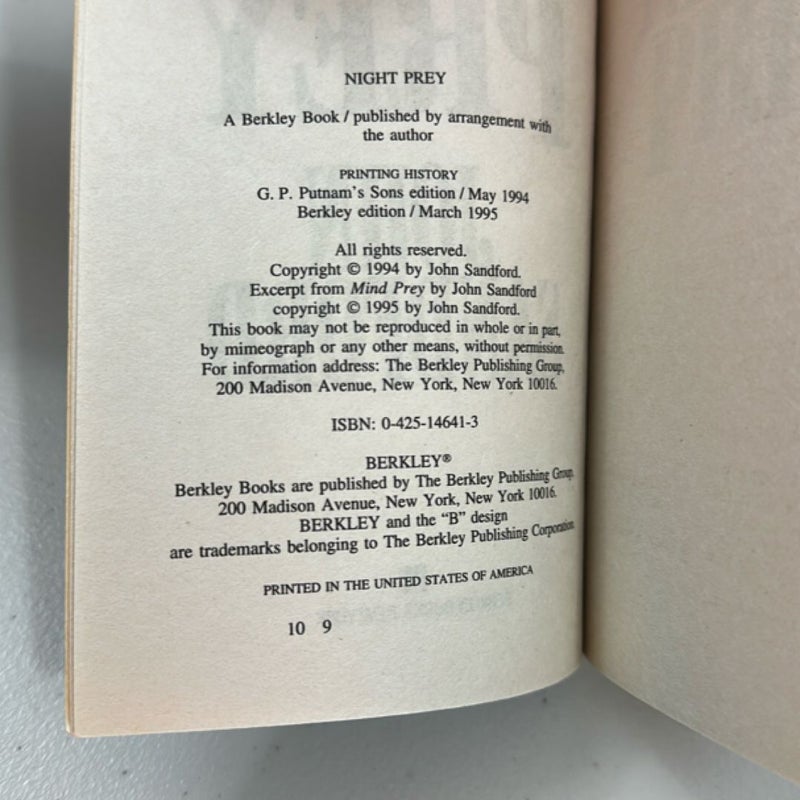 NIGHT PREY
A Berkley Book / published by arrangement with
the author
PRINTING HISTORY
G. P. Putnam's Sons edition / May 1994
Berkley edition / March 1995
All rights reserved.
Copyright © 1994 by John Sandford.
Excerpt from Mind Prey by John Sandford
copyright © 1995 by John Sandford.
This book may not be reproduced in whole or in part,
by mimeograph or any other means, without permission.
For information address: The Berkley Publishing Group,
200 Madison Avenue, New York, New York 10016.
ISBN: 0-425-14641-3
BERKLEY®
Berkley Books are published by The Berkley Publishing Group,
200 Madison Avenue, New York, New York 10016.
BERKLEY and the “B” design
are trademarks belonging to The Berkley Publishing Corporation.
PRINTED IN THE UNITED STATES OF AMERICA
10 9